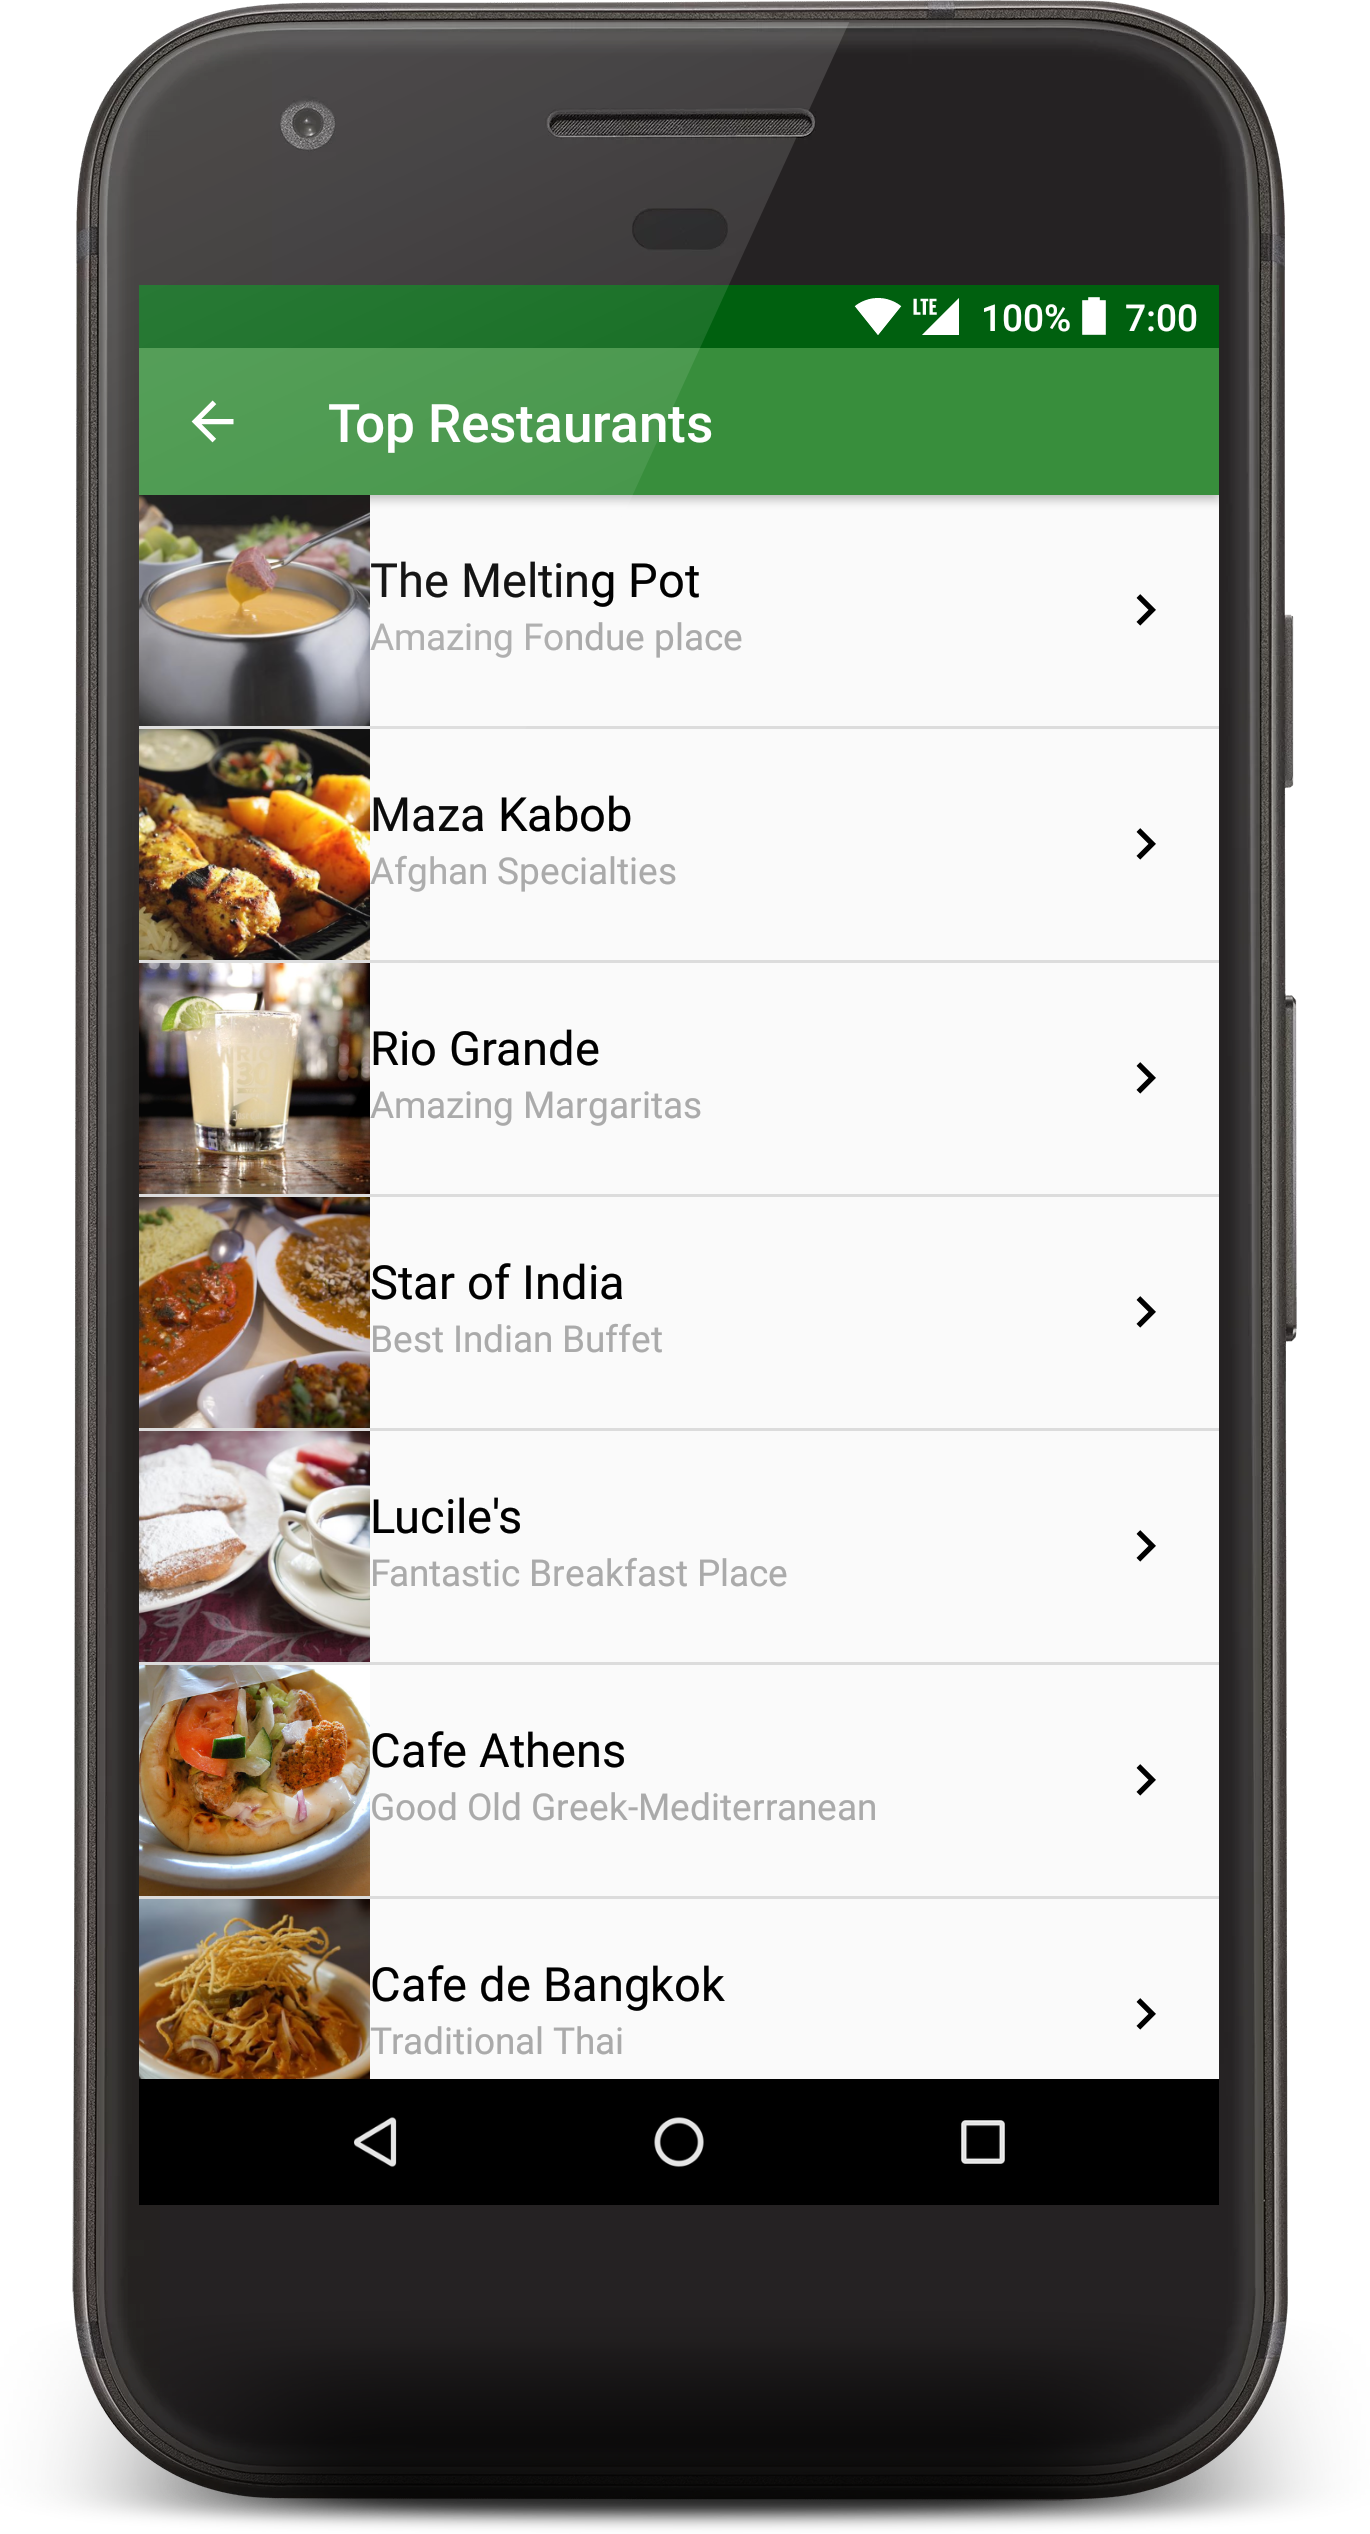 LTE 100% 7:00
Top Restaurants
The Melting Pot
Amazing Fondue place
Maza Kabob
Afghan Specialties
Rio Grande
Amazing Margaritas
Star of India
Best Indian Buffet
Lucile's
Fantastic Breakfast Place
Cafe Athens
Good Old Greek-Mediterranean
Cafe de Bangkok
Traditional Thai